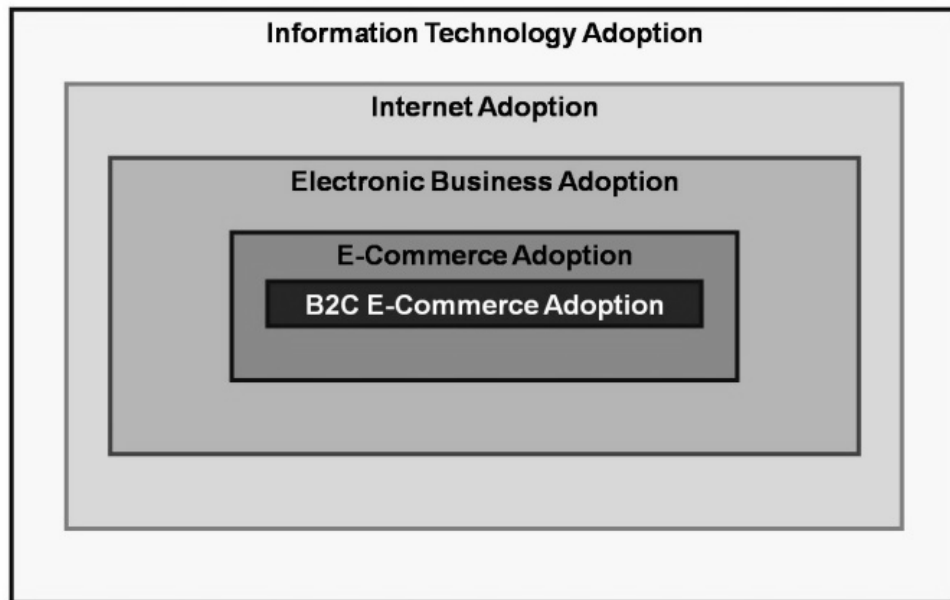 Information Technology Adoption
Internet Adoption
Electronic Business Adoption
E-Commerce Adoption
B2C E-Commerce Adoption